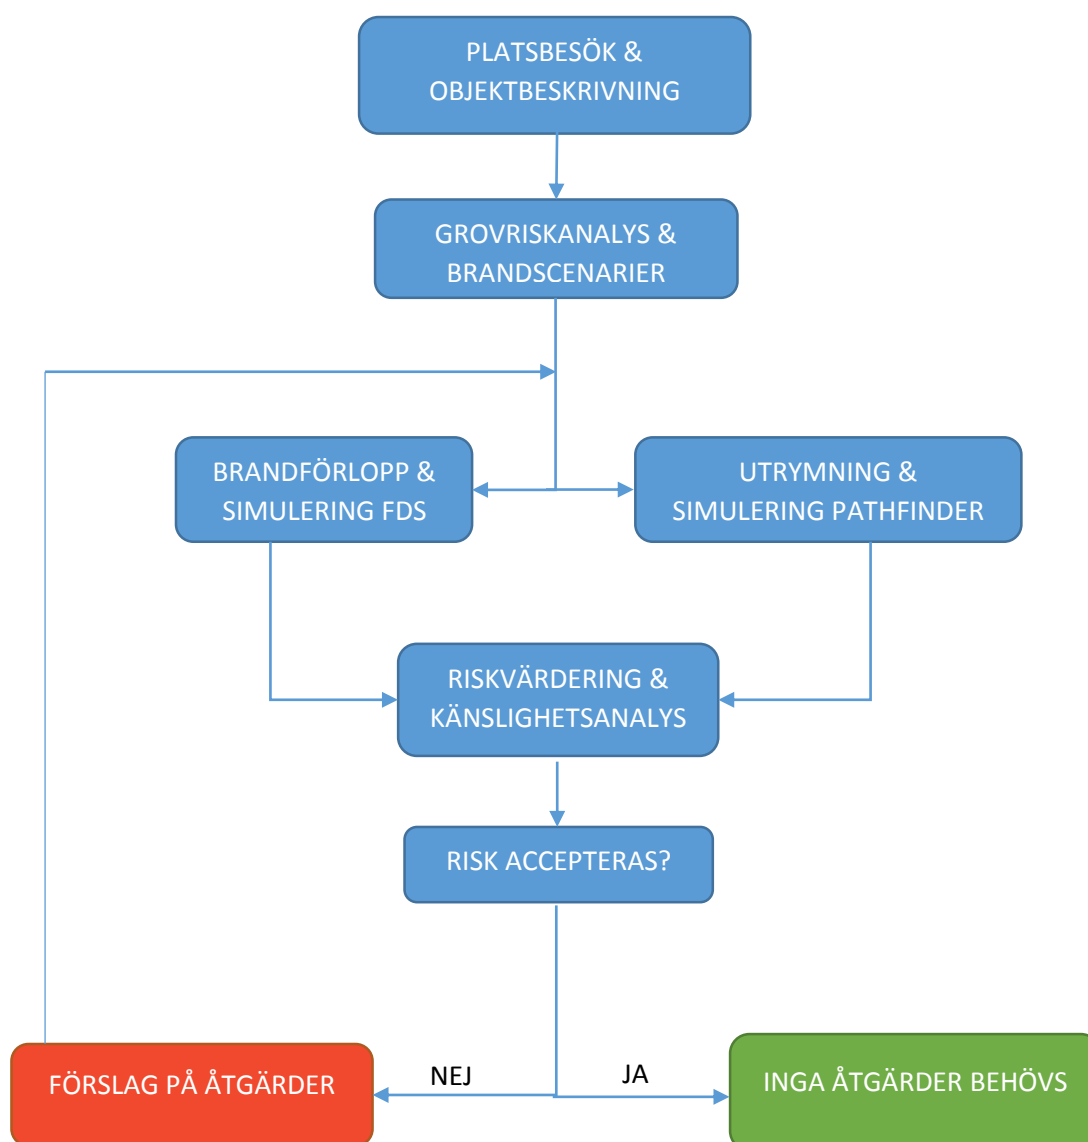 PLATSBESÖK &
OBJEKTBESKRIVNING
GROVRISKANALYS &
BRANDSCENARIER
BRANDFÖRLOPP &
SIMULERING FDS
UTRYMNING &
SIMULERING PATHFINDER
RISKVÄRDERING &
KÄNSLIGHETSANALYS
RISK ACCEPTERAS?
FÖRSLAG PÅ ÅTGÄRDER
NEJ
JA
INGA ÅTGÄRDER BEHÖVS